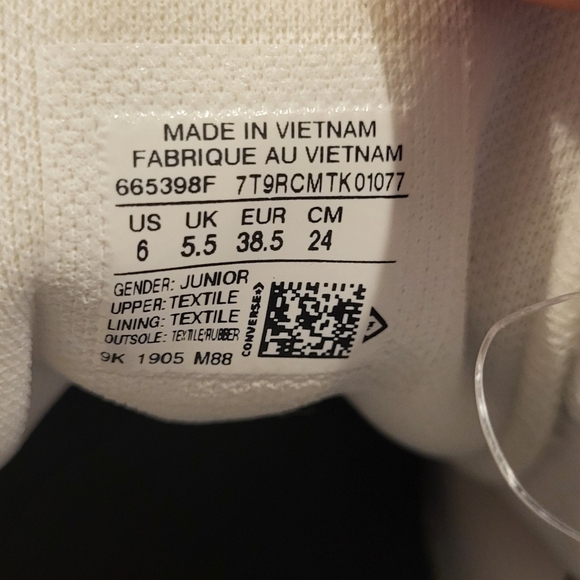 MADE IN VIETNAM
FABRIQUE AU VIETNAM
665398F 7T9RCMTK01077
US UK EUR CM
6 5.5 38.5 24
GENDER: JUNIOR
UPPER: TEXTILE
LINING: TEXTILE
OUTSOLE: TEXTILE/RUBBER
9K 1905 M88
CONVERSE